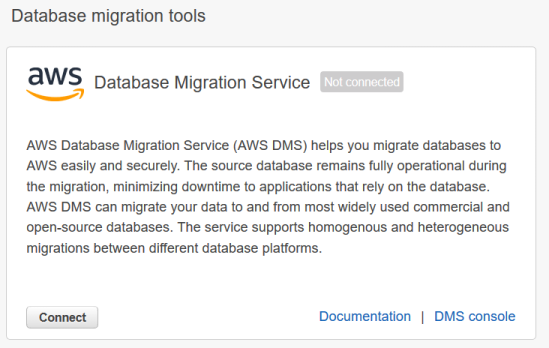 Database migration tools
aws Database Migration Service Not connected
AWS Database Migration Service (AWS DMS) helps you migrate databases to
AWS easily and securely. The source database remains fully operational during
the migration, minimizing downtime to applications that rely on the database.
AWS DMS can migrate your data to and from most widely used commercial and
open-source databases. The service supports homogenous and heterogeneous
migrations between different database platforms.
Connect Documentation | DMS console